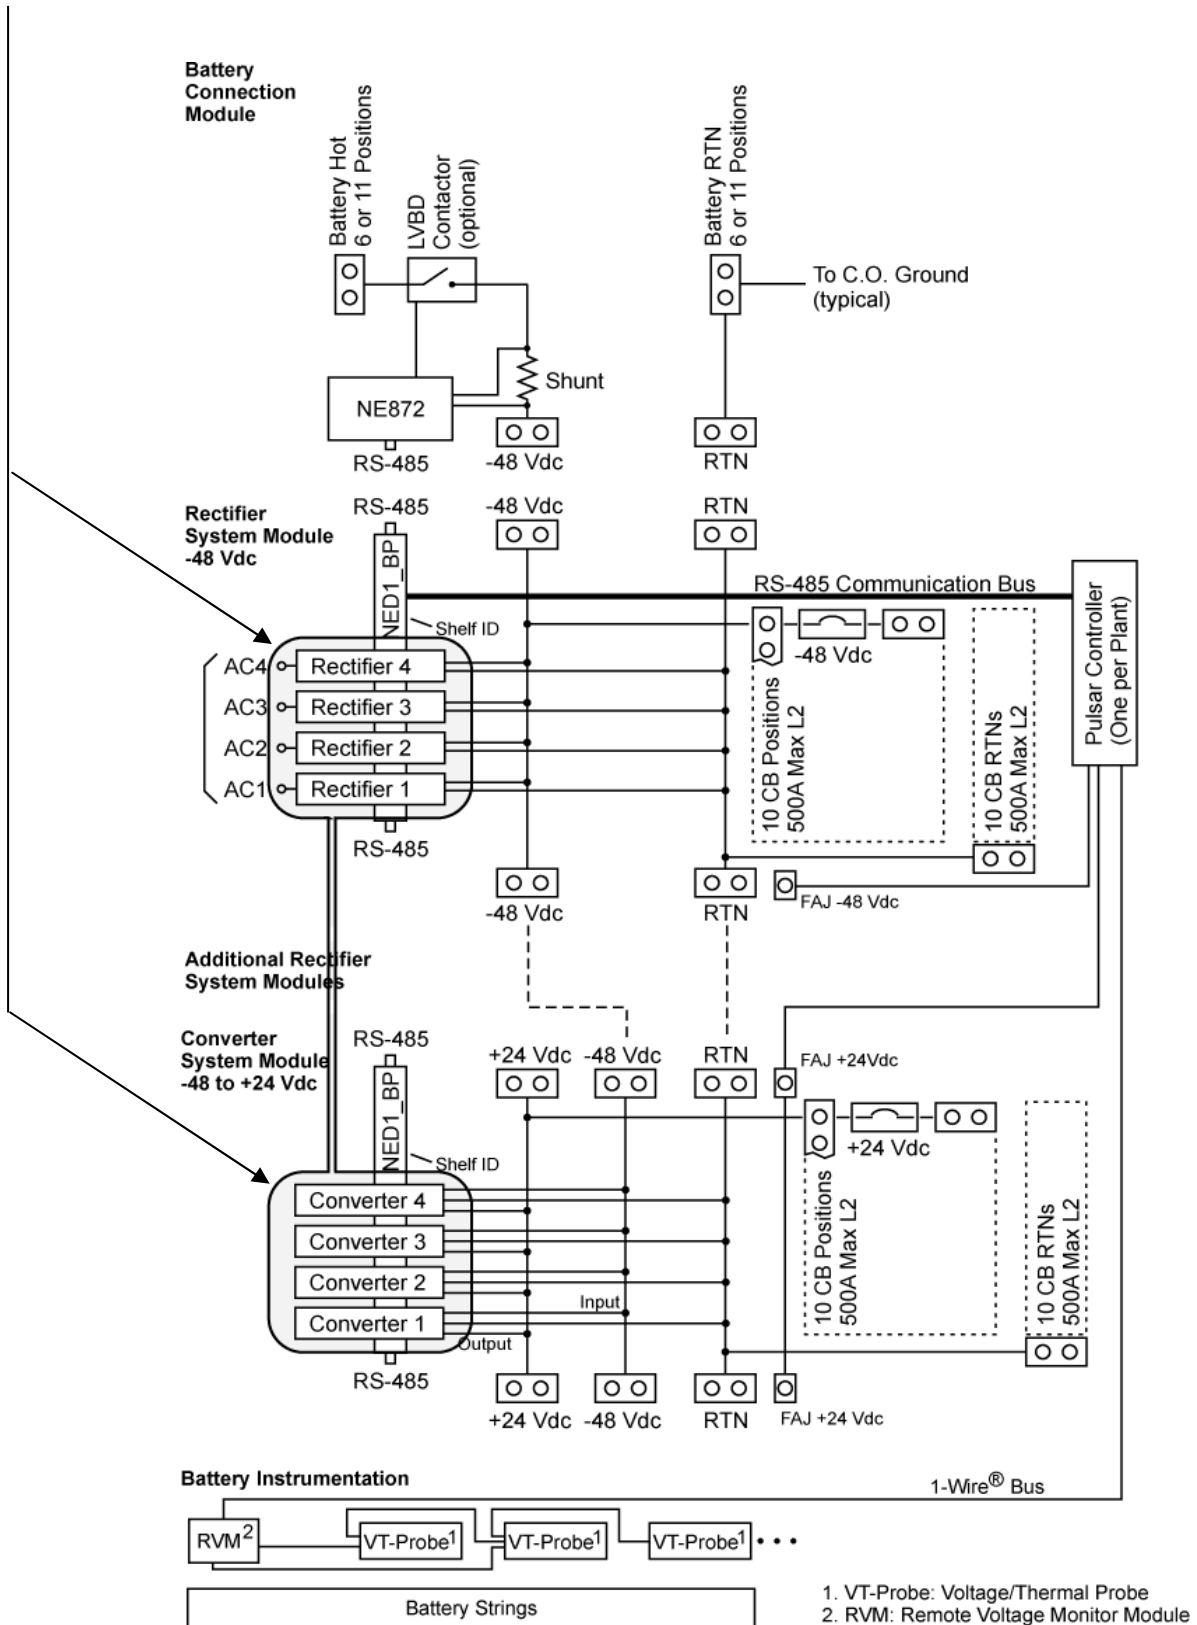 Battery
Connection
Module
Battery Hot
6 or 11 Positions
LVBD
Contactor
(optional)
Battery RTN
6 or 11 Positions
To C.O. Ground
(typical)
Shunt
NE872
RS-485
-48 Vdc
RTN
Rectifier
System Module
-48 Vdc
RS-485
-48 Vdc
RTN
NED1_BP
Shelf ID
RS-485 Communication Bus
Pulsar Controller
(One per Plant)
-48 Vdc
10 CB Positions
500A Max L2
10 CB RTNs
500A Max L2
AC4
Rectifier 4
AC3
Rectifier 3
AC2
Rectifier 2
AC1
Rectifier 1
RS-485
-48 Vdc
RTN
FAJ -48 Vdc
Additional Rectifier
System Modules
Converter
System Module
-48 to +24 Vdc
RS-485
+24 Vdc
-48 Vdc
RTN
FAJ +24Vdc
NED1_BP
Shelf ID
+24 Vdc
10 CB Positions
500A Max L2
10 CB RTNs
500A Max L2
Converter 4
Converter 3
Converter 2
Converter 1
Input
Output
RS-485
+24 Vdc
-48 Vdc
RTN
FAJ +24 Vdc
Battery Instrumentation
1-Wire® Bus
RVM2
VT-Probe1
VT-Probe1
VT-Probe1
Battery Strings
1. VT-Probe: Voltage/Thermal Probe
2. RVM: Remote Voltage Monitor Module